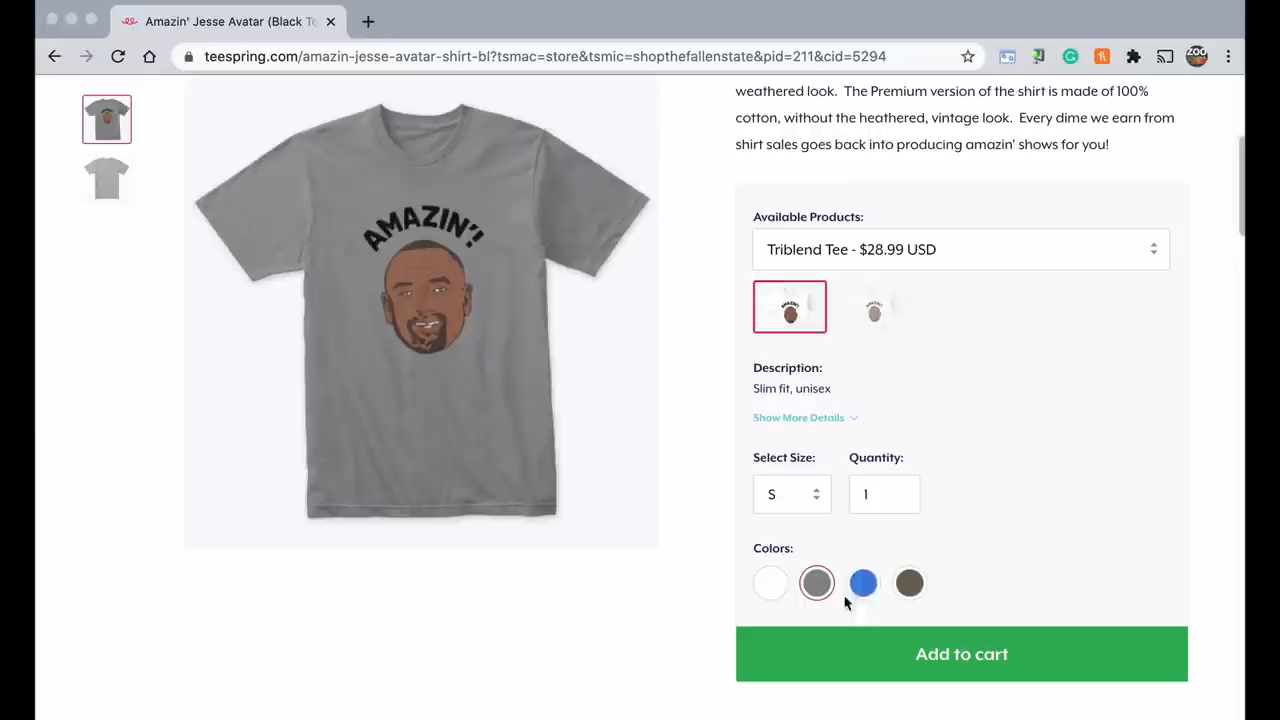 Amazin' Jesse Avatar (Black Te
teespring.com/amazin-jesse-avatar-shirt-bl?tsmac=store&tsmic=shopthefallenstate&pid=211&cid=5294
ZOO
weathered look. The Premium version of the shirt is made of 100%
cotton, without the heathered, vintage look. Every dime we earn from
shirt sales goes back into producing amazin' shows for you!
AMAZIN'!
Available Products:
Triblend Tee - $28.99 USD
AMAZIN'!
AMAZIN'!
Description:
Slim fit, unisex
Show More Details
Select Size:
Quantity:
S
1
Colors:
Add to cart